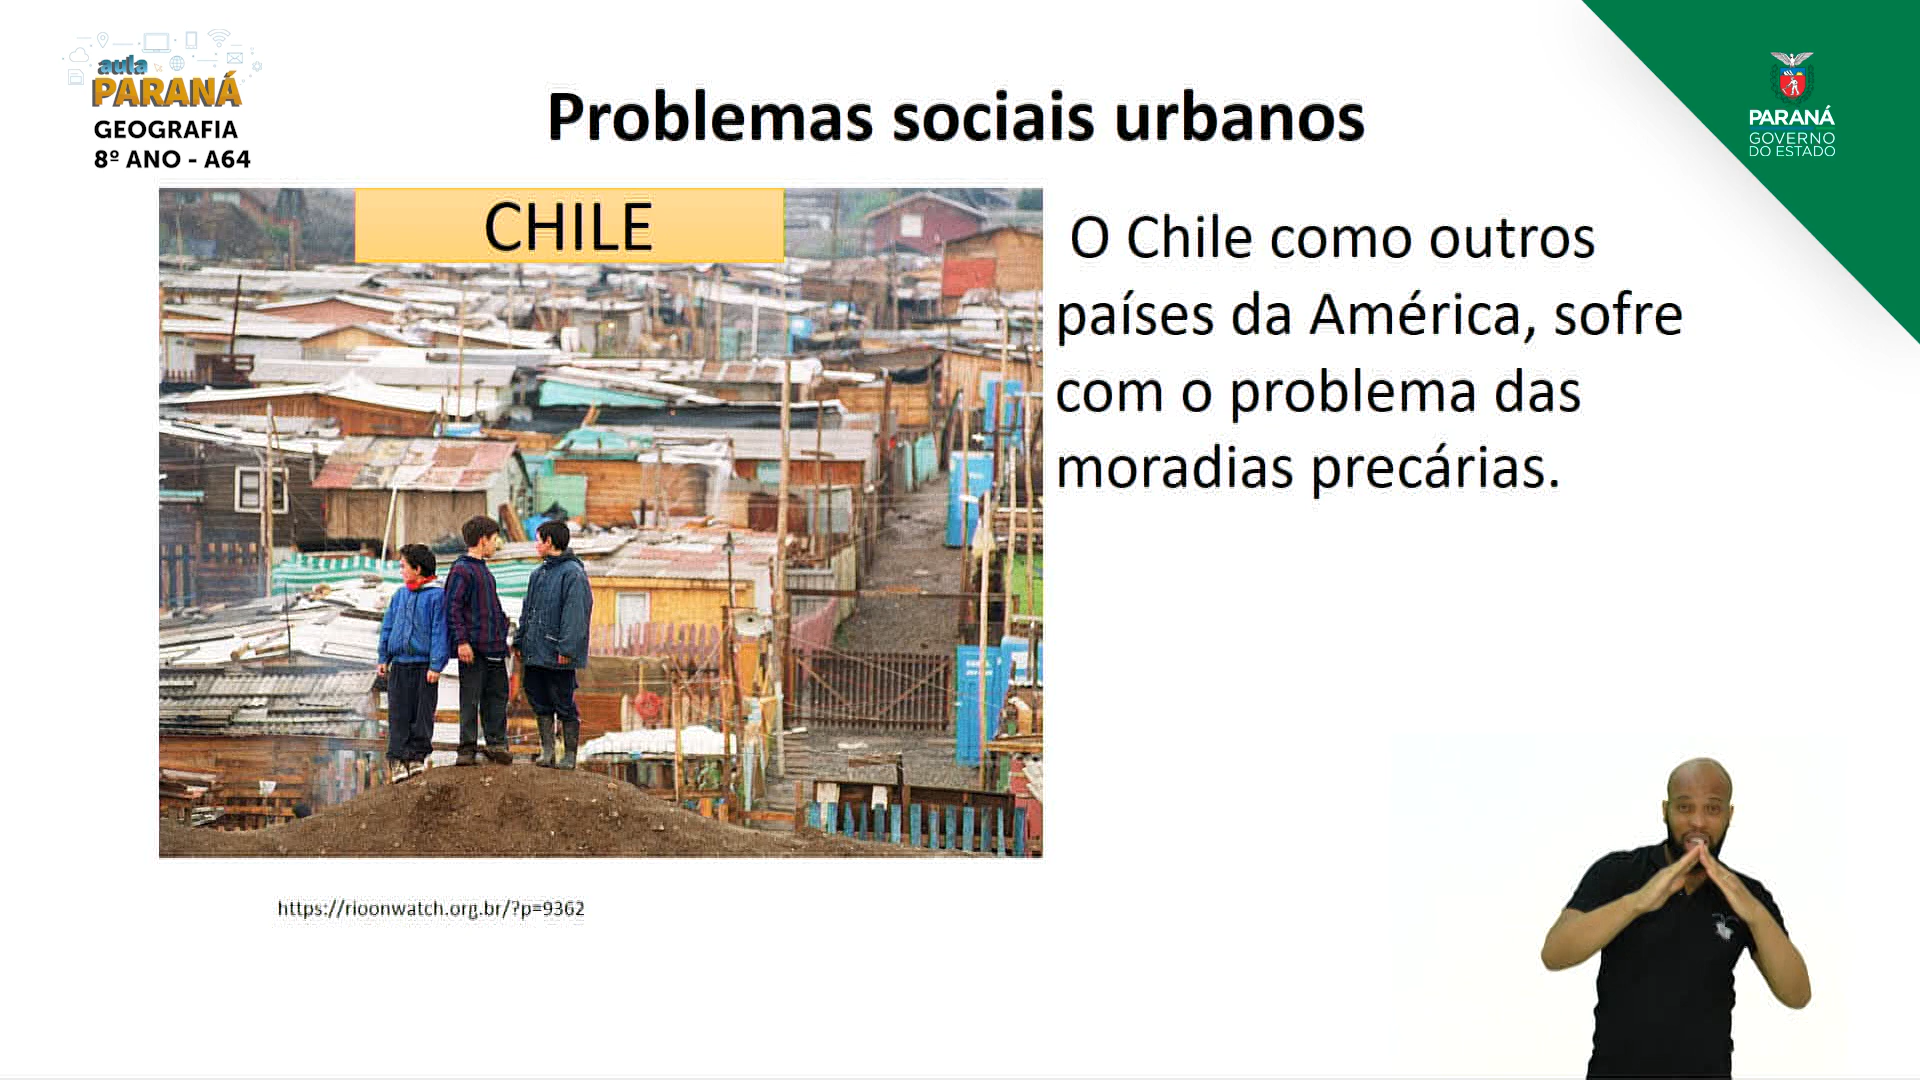 aula
PARANÁ
GEOGRAFIA
8º ANO - A64
Problemas sociais urbanos
PARANÁ
GOVERNO
DO ESTADO
CHILE
O Chile como outros
países da América, sofre
com o problema das
moradias precárias.
https://rioonwatch.org.br/?p=9362